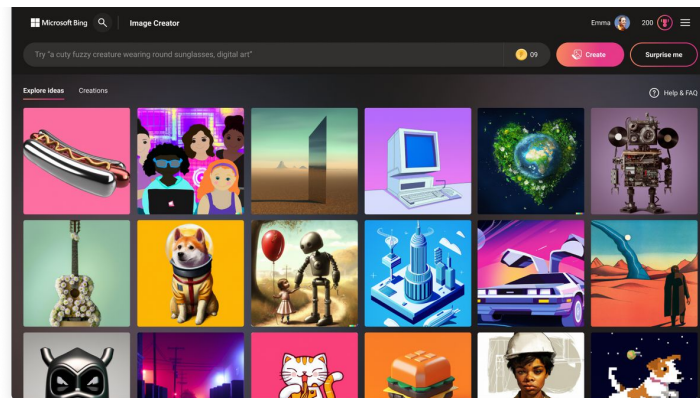 Microsoft Bing Image Creator Emma 200
Try "a cuty fuzzy creature wearing round sunglasses, digital art" 09 Create Surprise me
Explore ideas Creations Help & FAQ